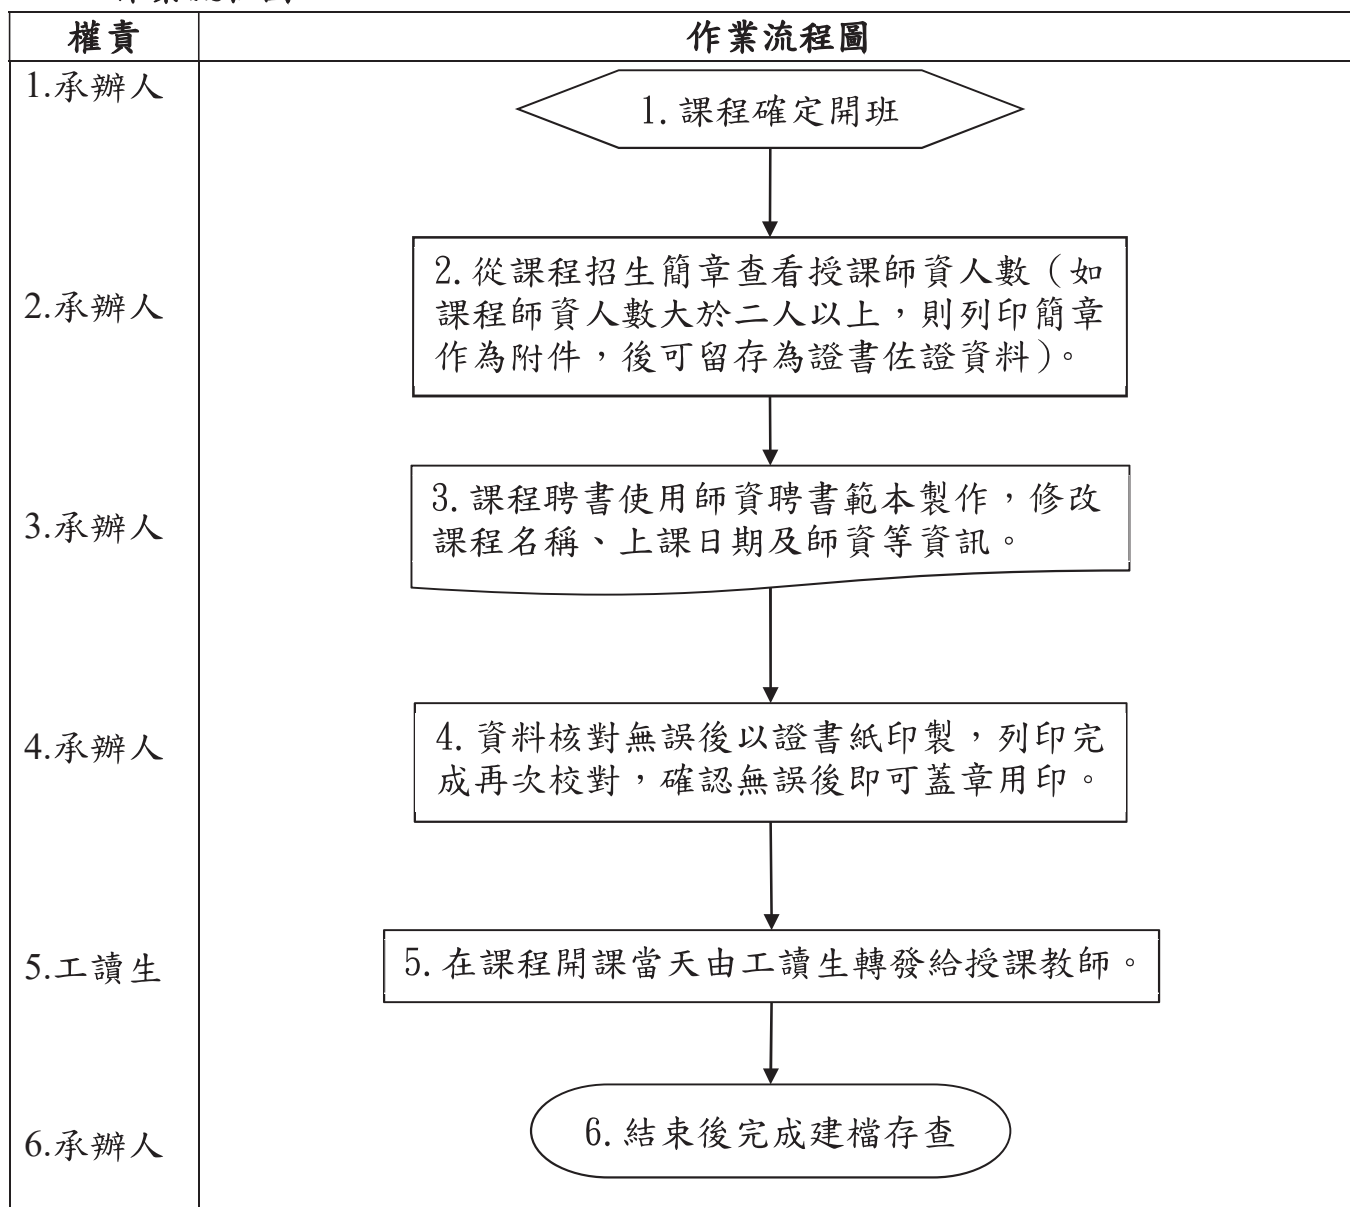 權責
作業流程圖
1.承辦人
1.課程確定開班
2.承辦人
2.從課程招生簡章查看授課師資人數（如
課程師資人數大於二人以上，則列印簡章
作為附件，後可留存為證書佐證資料）。
3.承辦人
3.課程聘書使用師資聘書範本製作，修改
課程名稱、上課日期及師資等資訊。
4.承辦人
4.資料核對無誤後以證書紙印製，列印完
成再次校對，確認無誤後即可蓋章用印。
5.工讀生
5.在課程開課當天由工讀生轉發給授課教師。
6.承辦人
6.結束後完成建檔存查